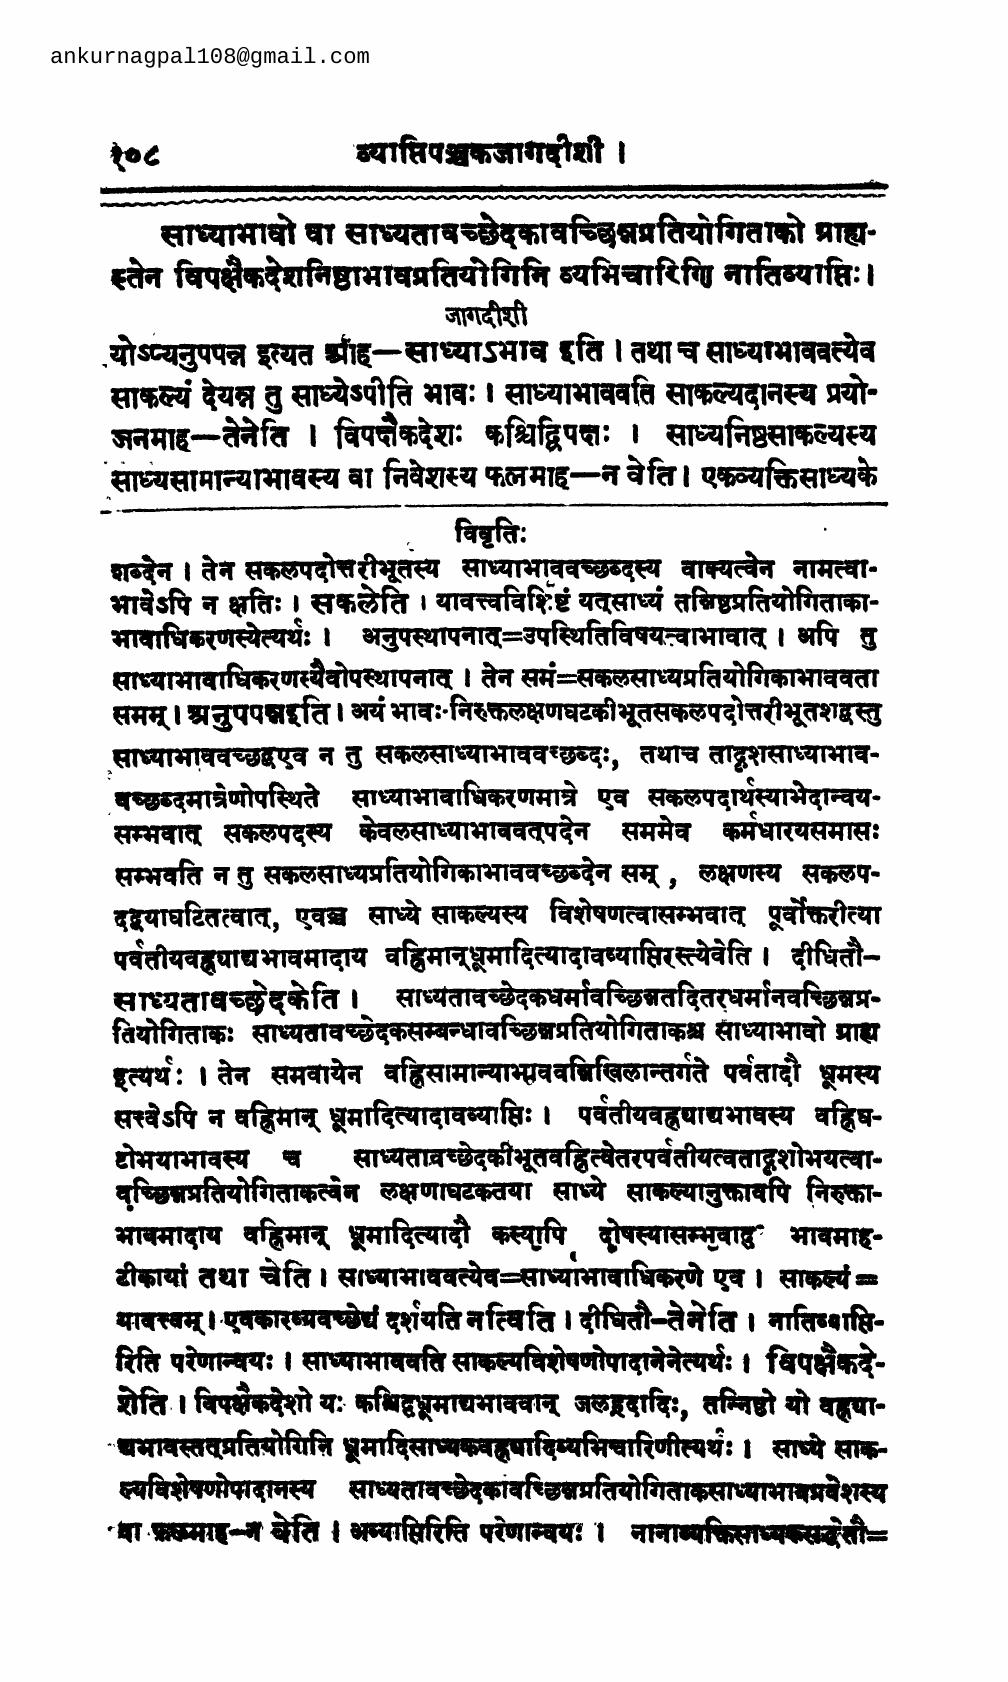 ankurnagpal108@gmail.com
१०८ व्याप्तिपञ्चकजागदीशी ।
साध्याभावो वा साध्यतावच्छेदकावच्छिन्नप्रतियोगिताको ग्राह्य-
स्तेन विपक्षैकदेशनिष्ठाभावप्रतियोगिनि व्यभिचारिणि नातिव्याप्तिः।
जागदीशी
योऽप्यनुपपन्न इत्यत आह—साध्याऽभाव इति । तथा च साध्याभाववत्येव
साकल्यं देयन्न तु साध्येऽपीति भावः । साध्याभाववति साकल्यदानस्य प्रयो-
जनमाह—तेनेति । विपक्षैकदेशः कश्चिद्विपक्षः । साध्यनिष्ठसाकल्यस्य
साध्यसामान्याभावस्य वा निवेशस्य फलमाह—न वेति । एकव्यक्तिसाध्यके
विवृतिः
शब्देन । तेन सकलपदोत्तरीभूतस्य साध्याभाववच्छब्दस्य वाक्यत्वेन नामत्वा-
भावेऽपि न क्षतिः । सकलेति । यावत्त्वविशिष्टं यत्साध्यं तन्निष्ठप्रतियोगिताका-
भावाधिकरणस्येत्यर्थः । अनुपस्थापनात्=उपस्थितिविषयत्वाभावात् । अपि तु
साध्याभावाधिकरणस्यैवोपस्थापनात् । तेन समं=सकलसाध्यप्रतियोगिकाभाववता
समम् । अनुपपन्नइति । अयं भावः-निरुक्तलक्षणघटकीभूतसकलपदोत्तरीभूतशब्दस्तु
साध्याभाववच्छब्दएव न तु सकलसाध्याभाववच्छब्दः, तथाच तादृशसाध्याभाव-
वच्छब्दमात्रेणोपस्थिते साध्याभावाधिकरणमात्रे एव सकलपदार्थस्याभेदान्वय-
सम्भवात् सकलपदस्य केवलसाध्याभाववत्पदेन सममेव कर्मधारयसमासः
सम्भवति न तु सकलसाध्यप्रतियोगिकाभाववच्छब्देन सम् , लक्षणस्य सकलप-
दद्वयाघटितत्वात्, एवञ्च साध्ये साकल्यस्य विशेषणत्वासम्भवात् पूर्वोक्तरीत्या
पर्वतीयवह्न्याद्यभावमादाय वह्निमान्धूमादित्यादावव्याप्तिरस्त्येवेति । दीधितौ—
साध्यतावच्छेदकेति । साध्यतावच्छेदकधर्मावच्छिन्नतदितरधर्मानवच्छिन्नप्र-
तियोगिताकः साध्यतावच्छेदकसम्बन्धावच्छिन्नप्रतियोगिताकश्च साध्याभावो ग्राह्य
इत्यर्थः । तेन समवायेन वह्निसामान्याभाववन्निखिलान्तर्गते पर्वतादौ धूमस्य
सत्त्वेऽपि न वह्निमान् धूमादित्यादावव्याप्तिः । पर्वतीयवह्न्याद्यभावस्य वह्निघ-
टोभयाभावस्य च साध्यतावच्छेदकीभूतवह्नित्वेतरपर्वतीयत्वतादृशोभयत्वा-
वच्छिन्नप्रतियोगिताकत्वेन लक्षणाघटकतया साध्ये साकल्यानुक्तावपि निरुक्ता-
भावमादाय वह्निमान् धूमादित्यादौ कस्यापि दोषस्यासम्भवाद् भावमाह-
टीकायां तथा चेति । साध्याभाववत्येव=साध्याभावाधिकरणे एव । साकल्यं=
यावत्त्वम् । एवकारव्यवच्छेद्यं दर्शयति नत्विति । दीधितौ-तेनेति । नातिव्याप्ति-
रिति परेणान्वयः । साध्याभाववति साकल्यविशेषणोपादानेनेत्यर्थः । विपक्षैकदे-
शेति । विपक्षैकदेशो यः कश्चिद्धूमाद्यभाववान् जलह्रदादिः, तन्निष्ठो यो वह्न्या-
द्यभावस्तत्प्रतियोगिनि धूमादिसाध्यकवह्न्यादिव्यभिचारिणीत्यर्थः । साध्ये साक-
ल्यविशेषणोपादानस्य साध्यतावच्छेदकावच्छिन्नप्रतियोगिताकसाध्याभावप्रवेशस्य
वा फलमाह-न वेति । अव्याप्तिरिति परेणान्वयः । नानाव्यक्तिसाध्यकसद्धेतौ=